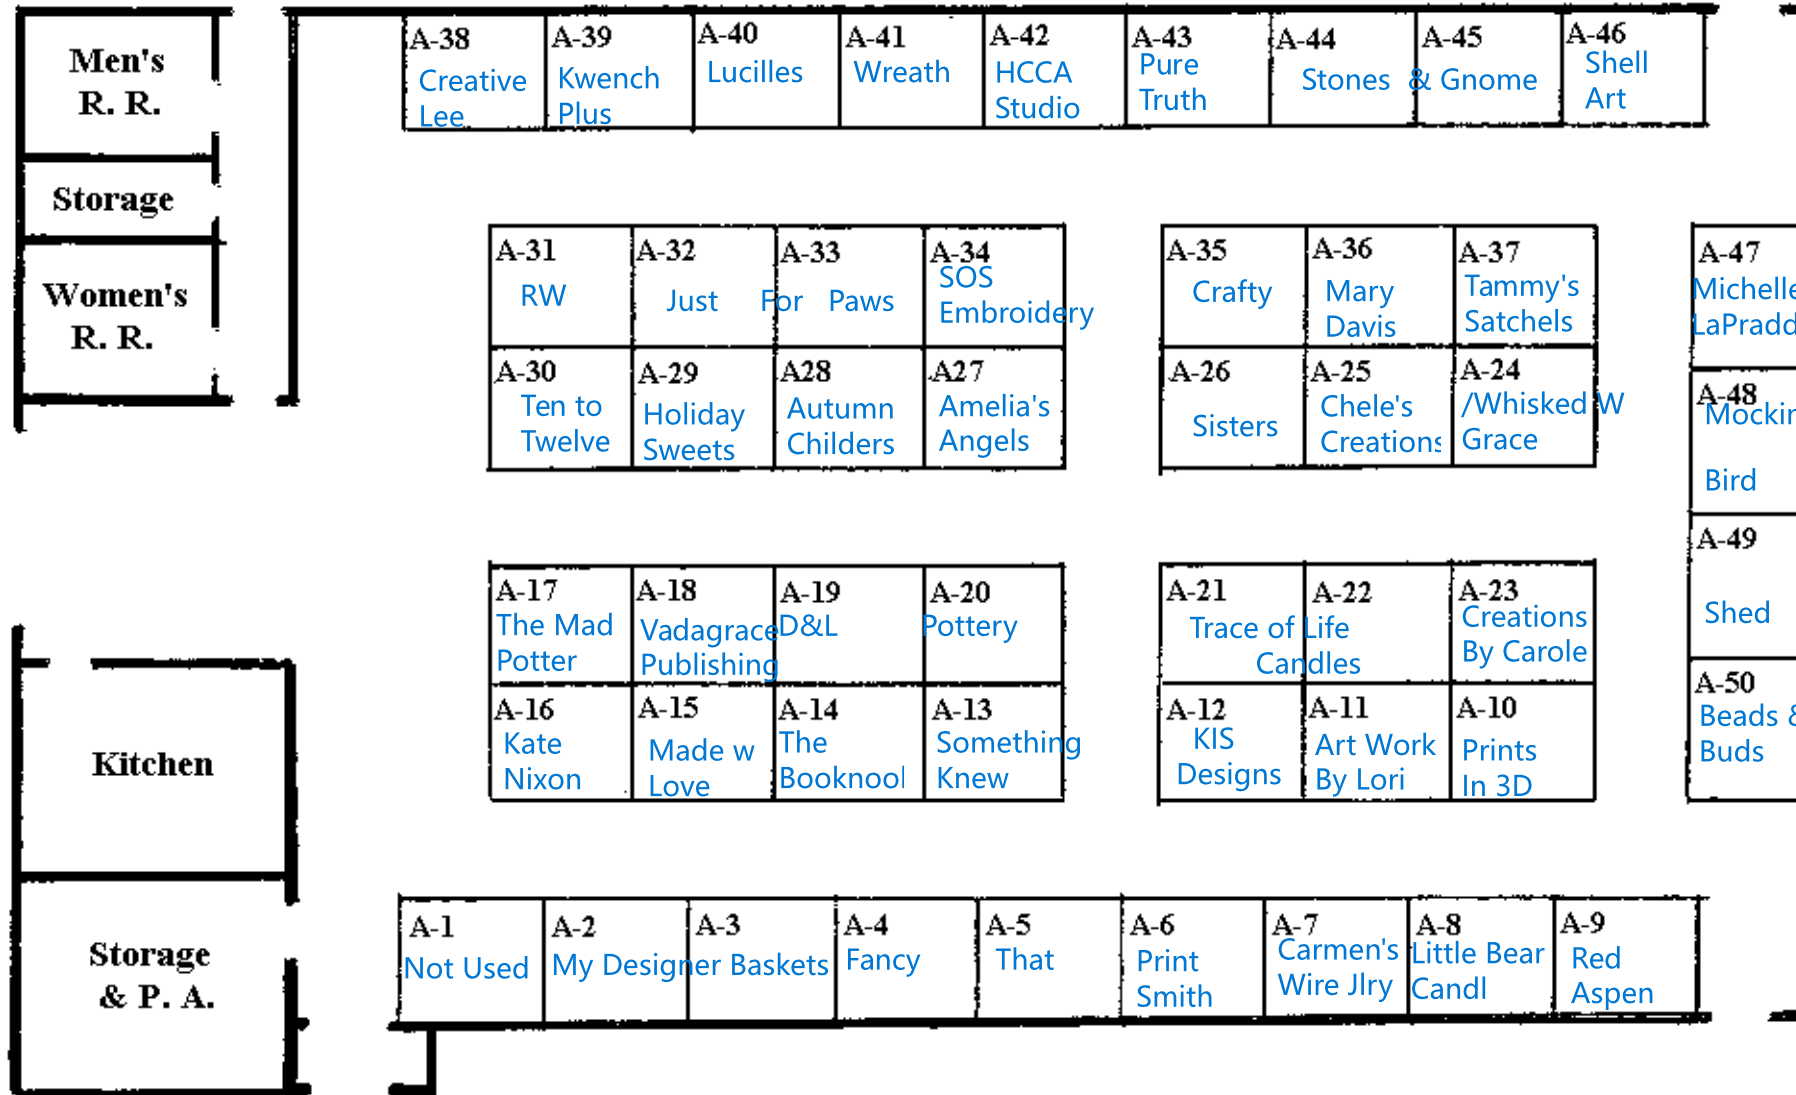 Men's
R. R.
Storage
Women's
R. R.
Kitchen
Storage
& P. A.
A-38
Creative
Lee
A-39
Kwench
Plus
A-40
Lucilles
A-41
Wreath
A-42
HCCA
Studio
A-43
Pure
Truth
A-44 A-45
Stones & Gnome
A-46
Shell
Art
A-31
RW
A-32 A-33
Just For Paws
A-34
SOS
Embroidery
A-35
Crafty
A-36
Mary
Davis
A-37
Tammy's
Satchels
A-30
Ten to
Twelve
A-29
Holiday
Sweets
A28
Autumn
Childers
A27
Amelia's
Angels
A-26
Sisters
A-25
Chele's
Creations
A-24
/Whisked W
Grace
A-47
Michelle
LaPradd
A-48
Mockin
Bird
A-49
Shed
A-50
Beads &
Buds
A-17
The Mad
Potter
A-18
Vadagrace
Publishing
A-19 A-20
D&L Pottery
A-21 A-22
Trace of Life
Candles
A-23
Creations
By Carole
A-16
Kate
Nixon
A-15
Made w
Love
A-14
The
Booknool
A-13
Something
Knew
A-12
KIS
Designs
A-11
Art Work
By Lori
A-10
Prints
In 3D
A-1
Not Used
A-2 A-3
My Designer Baskets
A-4
Fancy
A-5
That
A-6
Print
Smith
A-7
Carmen's
Wire Jlry
A-8
Little Bear
Candl
A-9
Red
Aspen